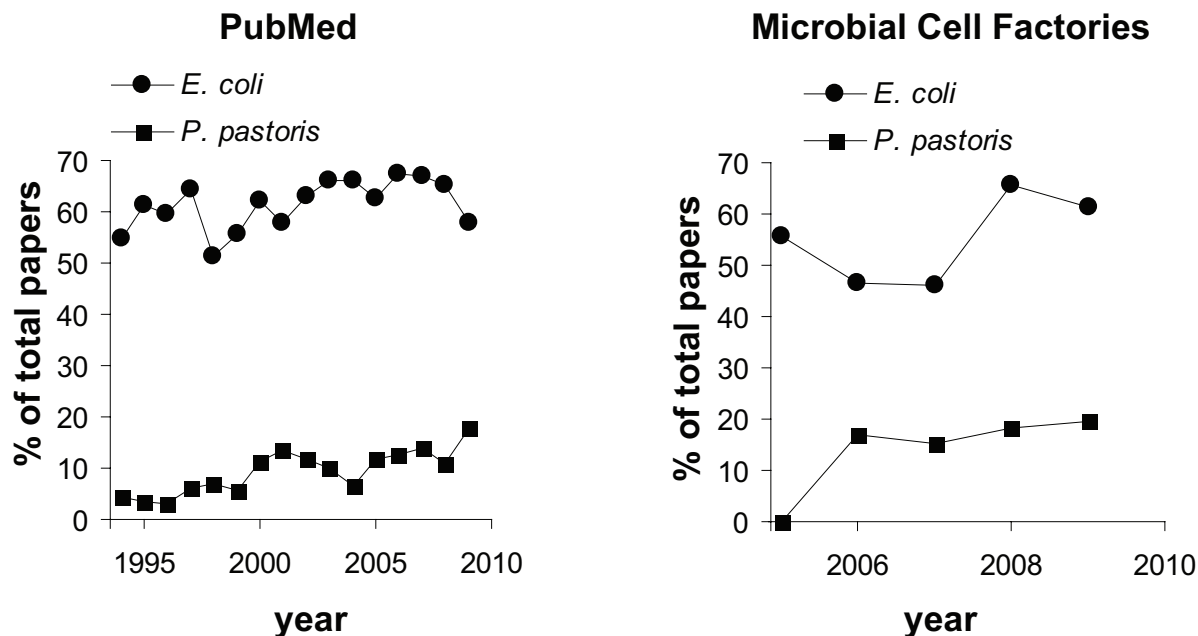 PubMed
E. coli
P. pastoris
70
60
50
40
30
20
10
0
% of total papers
1995 2000 2005 2010
year
Microbial Cell Factories
E. coli
P. pastoris
70
60
50
40
30
20
10
0
% of total papers
2006 2008 2010
year